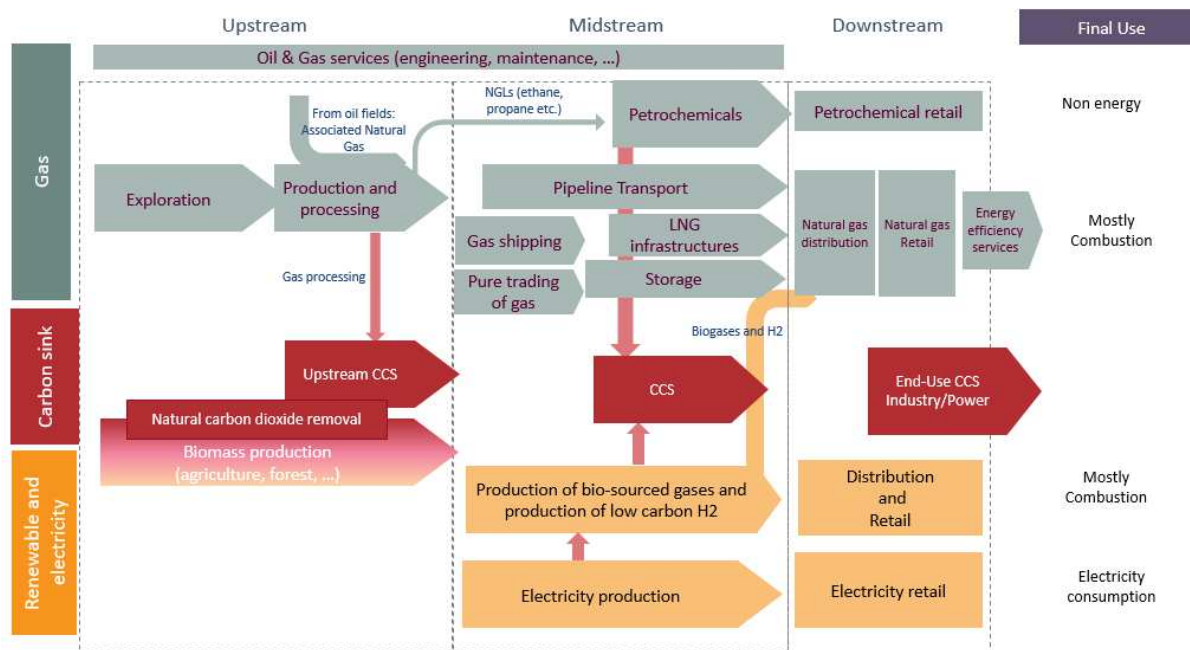 Upstream
Midstream
Downstream
Final Use
Gas
Oil & Gas services (engineering, maintenance, ...)
From oil fields:
Associated Natural
Gas
NGLs (ethane,
propane etc.)
Petrochemicals
Petrochemical retail
Non energy
Exploration
Production and
processing
Pipeline Transport
Gas shipping
LNG
infrastructures
Pure trading
of gas
Storage
Natural gas
distribution
Natural gas
Retail
Energy
efficiency
services
Mostly
Combustion
Gas processing
Biogases and H2
Carbon sink
Upstream CCS
CCS
End-Use CCS
Industry/Power
Natural carbon dioxide removal
Biomass production
(agriculture, forest, ...)
Renewable and
electricity
Production of bio-sourced gases and
production of low carbon H2
Distribution
and
Retail
Mostly
Combustion
Electricity production
Electricity retail
Electricity
consumption